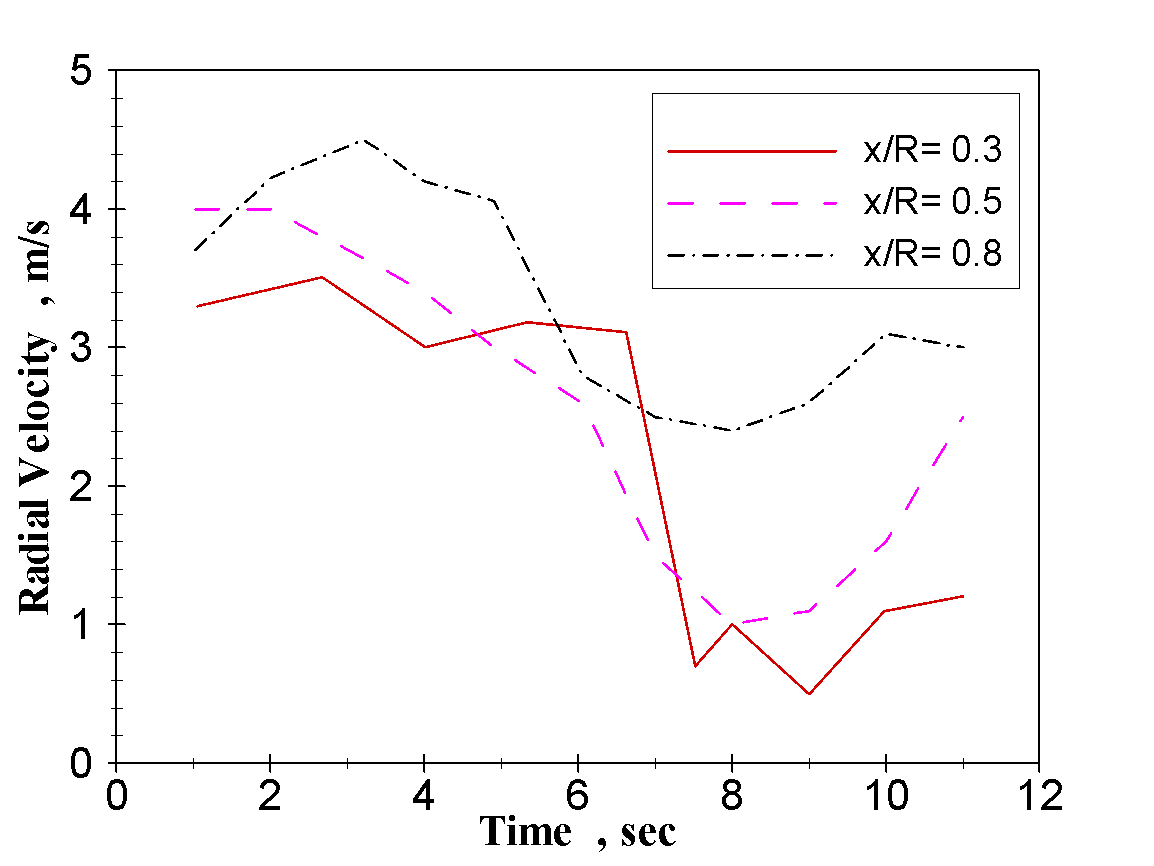 5
4
3
2
1
0
Radial Velocity , m/s
x/R= 0.3
x/R= 0.5
x/R= 0.8
0 2 4 6 8 10 12
Time , sec